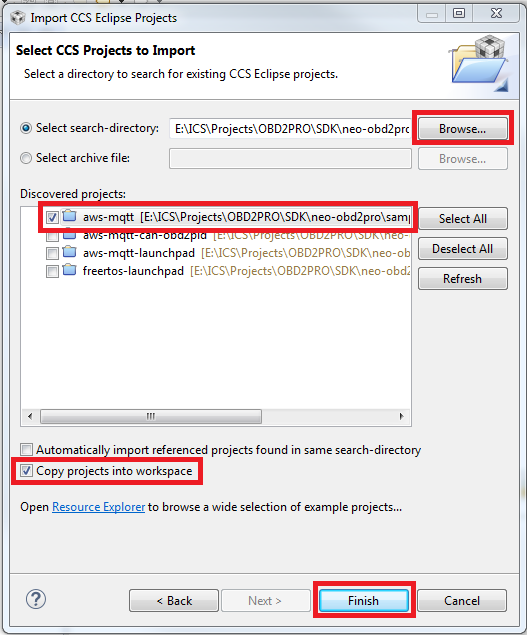 Import CCS Eclipse Projects
Select CCS Projects to Import
Select a directory to search for existing CCS Eclipse projects.
Select search-directory: E:\ICS\Projects\OBD2PRO\SDK\neo-obd2pro Browse...
Select archive file: Browse...
Discovered projects:
aws-mqtt [E:\ICS\Projects\OBD2PRO\SDK\neo-obd2pro\samp Select All
aws-mqtt-can-obd2pid [E:\ICS\Projects\OBD2PRO\SDK\neo-
aws-mqtt-launchpad [E:\ICS\Projects\OBD2PRO\SDK\neo-obd2 Deselect All
freertos-launchpad [E:\ICS\Projects\OBD2PRO\SDK\neo-obd2 Refresh
Automatically import referenced projects found in same search-directory
Copy projects into workspace
Open Resource Explorer to browse a wide selection of example projects...
? < Back Next > Finish Cancel